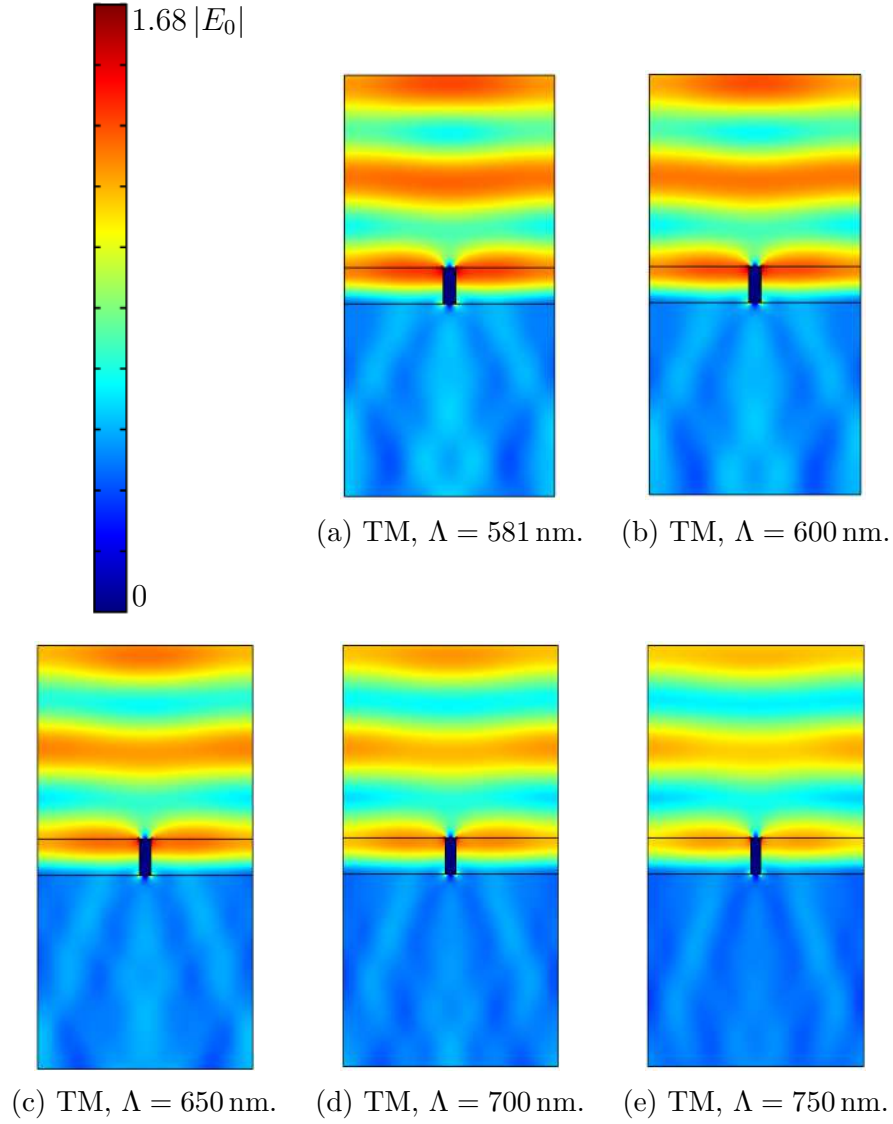 1.68 |E₀|
0
(a) TM, Λ = 581 nm.
(b) TM, Λ = 600 nm.
(c) TM, Λ = 650 nm.
(d) TM, Λ = 700 nm.
(e) TM, Λ = 750 nm.